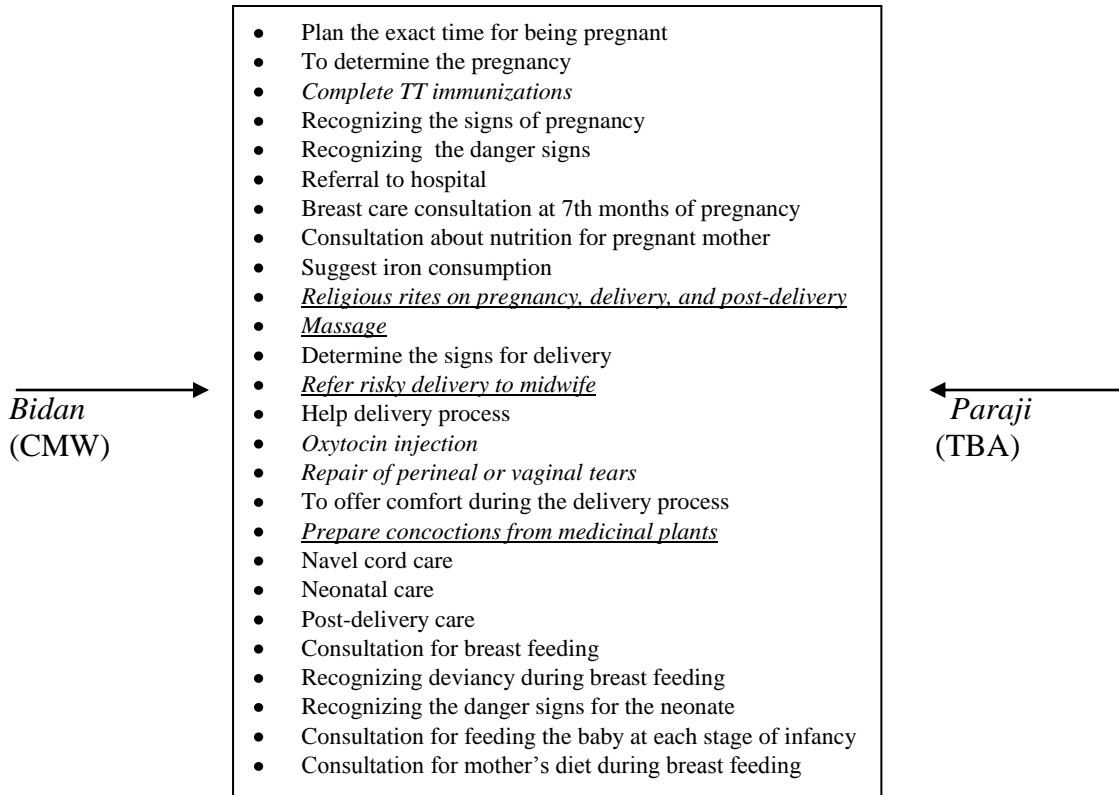 • Plan the exact time for being pregnant
• To determine the pregnancy
• Complete TT immunizations
• Recognizing the signs of pregnancy
• Recognizing the danger signs
• Referral to hospital
• Breast care consultation at 7th months of pregnancy
• Consultation about nutrition for pregnant mother
• Suggest iron consumption
• Religious rites on pregnancy, delivery, and post-delivery
• Massage
• Determine the signs for delivery
• Refer risky delivery to midwife
• Help delivery process
• Oxytocin injection
• Repair of perineal or vaginal tears
• To offer comfort during the delivery process
• Prepare concoctions from medicinal plants
• Navel cord care
• Neonatal care
• Post-delivery care
• Consultation for breast feeding
• Recognizing deviancy during breast feeding
• Recognizing the danger signs for the neonate
• Consultation for feeding the baby at each stage of infancy
• Consultation for mother's diet during breast feeding
Bidan
(CMW)
Paraji
(TBA)